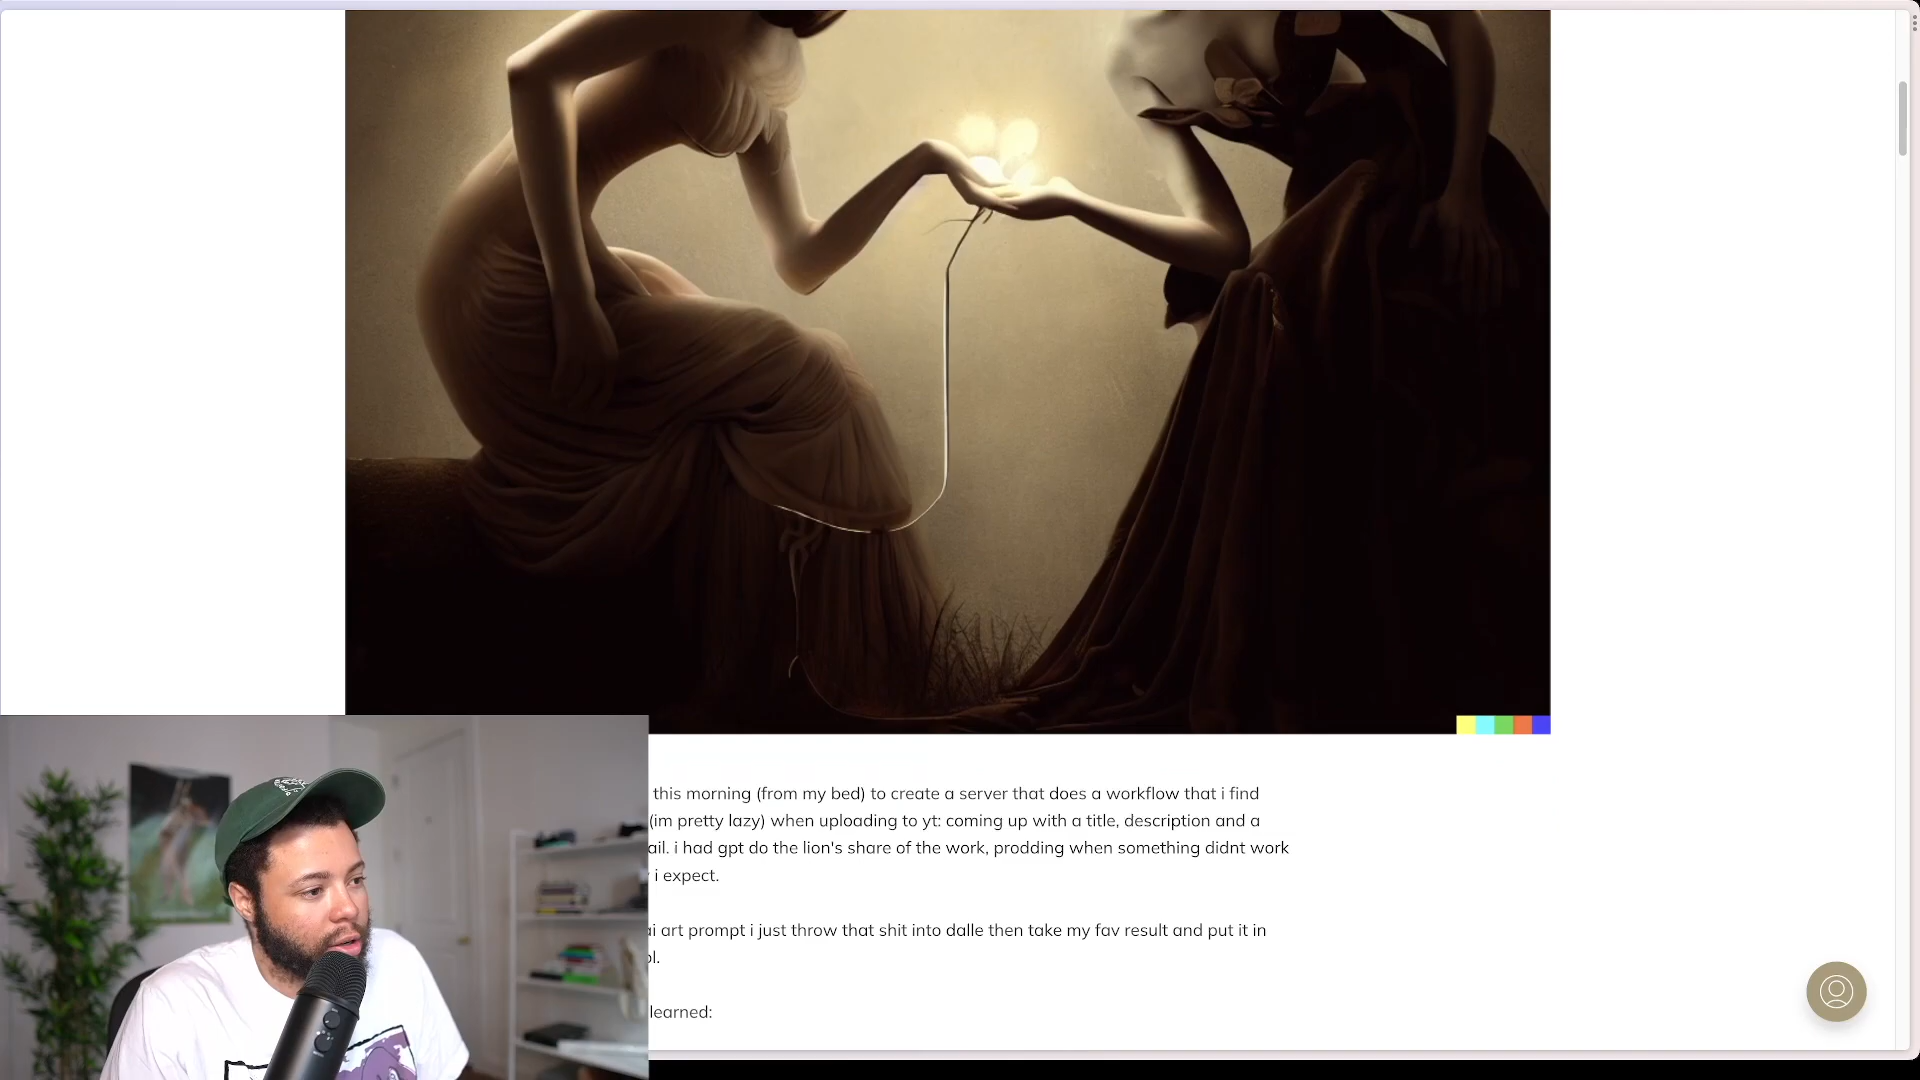 this morning (from my bed) to create a server that does a workflow that i find
(im pretty lazy) when uploading to yt: coming up with a title, description and a
ail. i had gpt do the lion's share of the work, prodding when something didnt work
i expect.
ai art prompt i just throw that shit into dalle then take my fav result and put it in
ol.
learned: